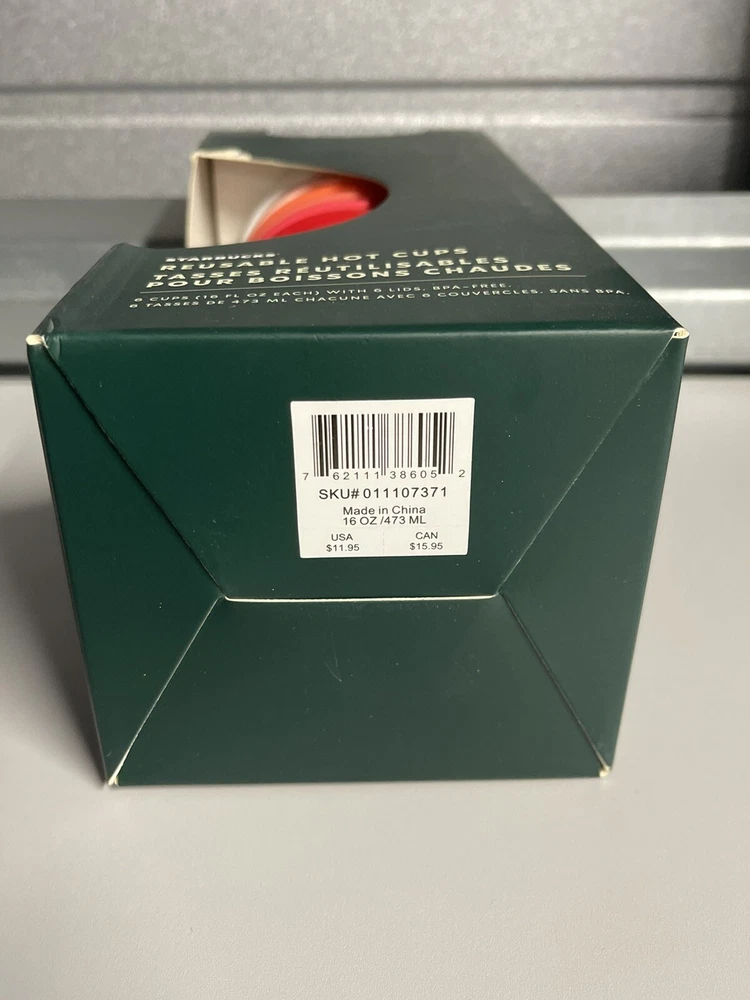 STARBUCKS
REUSABLE HOT CUPS
TASSES RÉUTILISABLES
POUR BOISSONS CHAUDES
6 CUPS (16 FL OZ EACH) WITH 6 LIDS. BPA-FREE.
6 TASSES DE 473 ML CHACUNE AVEC 6 COUVERCLES. SANS BPA.
7 62111 38605 2
SKU# 011107371
Made in China
16 OZ /473 ML
USA CAN
$11.95 $15.95